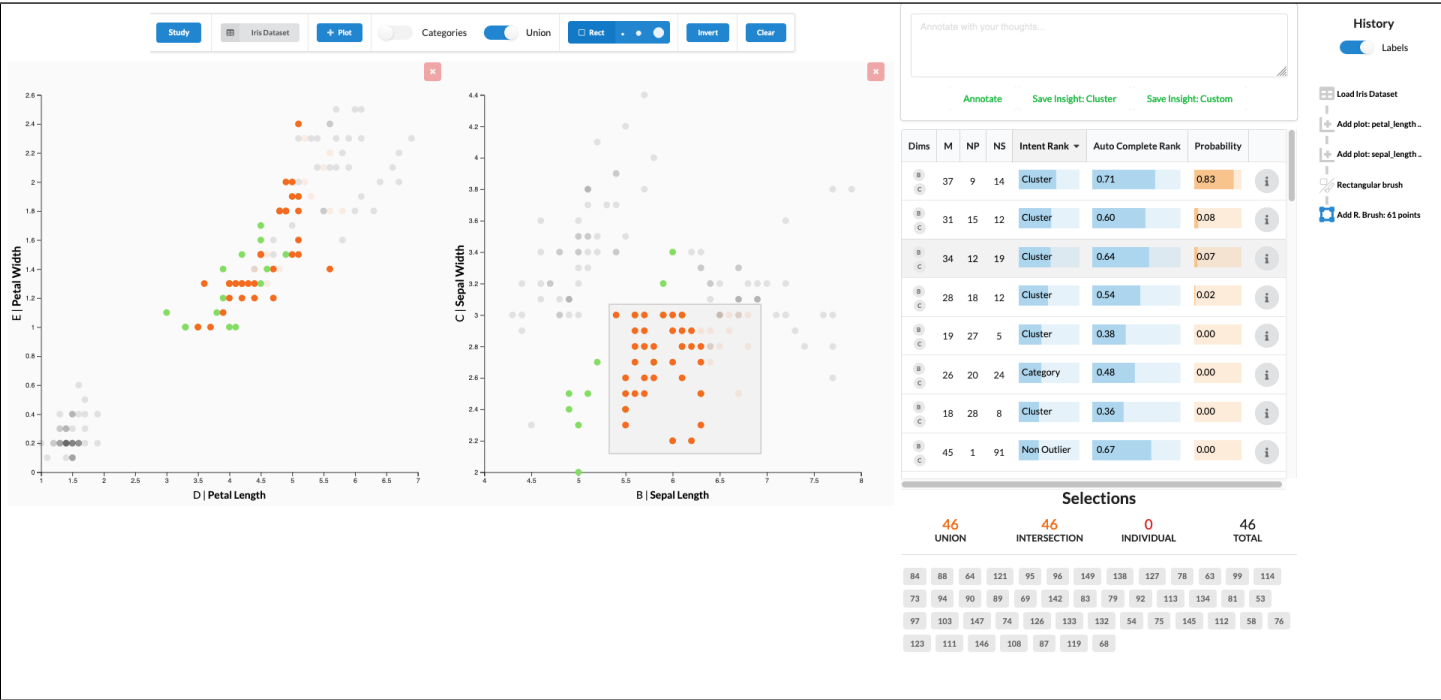 Study Iris Dataset + Plot Categories Union Rect Invert Clear
2.6
2.4
2.2
2
1.8
1.6
1.4
1.2
1
0.8
0.6
0.4
0.2
0
E | Petal Width
1 1.5 2 2.5 3 3.5 4 4.5 5 5.5 6 6.5 7
D | Petal Length
4.4
4.2
4
3.8
3.6
3.4
3.2
3
2.8
2.6
2.4
2.2
2
C | Sepal Width
4 4.5 5 5.5 6 6.5 7 7.5 8
B | Sepal Length
Annotate with your thoughts...
Annotate Save Insight: Cluster Save Insight: Custom
Dims M NP NS Intent Rank Auto Complete Rank Probability
B C 37 9 14 Cluster 0.71 0.83 i
B C 31 15 12 Cluster 0.60 0.08 i
B C 34 12 19 Cluster 0.64 0.07 i
B C 28 18 12 Cluster 0.54 0.02 i
B C 19 27 5 Cluster 0.38 0.00 i
B C 26 20 24 Category 0.48 0.00 i
B C 18 28 8 Cluster 0.36 0.00 i
B C 45 1 91 Non Outlier 0.67 0.00 i
Selections
46 46 0 46
UNION INTERSECTION INDIVIDUAL TOTAL
84 88 64 121 95 96 149 138 127 78 63 99 114
73 94 90 89 69 142 83 79 92 113 134 81 53
97 103 147 74 126 133 132 54 75 145 112 58 76
123 111 146 108 87 119 68
History
Labels
Load Iris Dataset
Add plot: petal_length ..
Add plot: sepal_length ..
Rectangular brush
Add R. Brush: 61 points